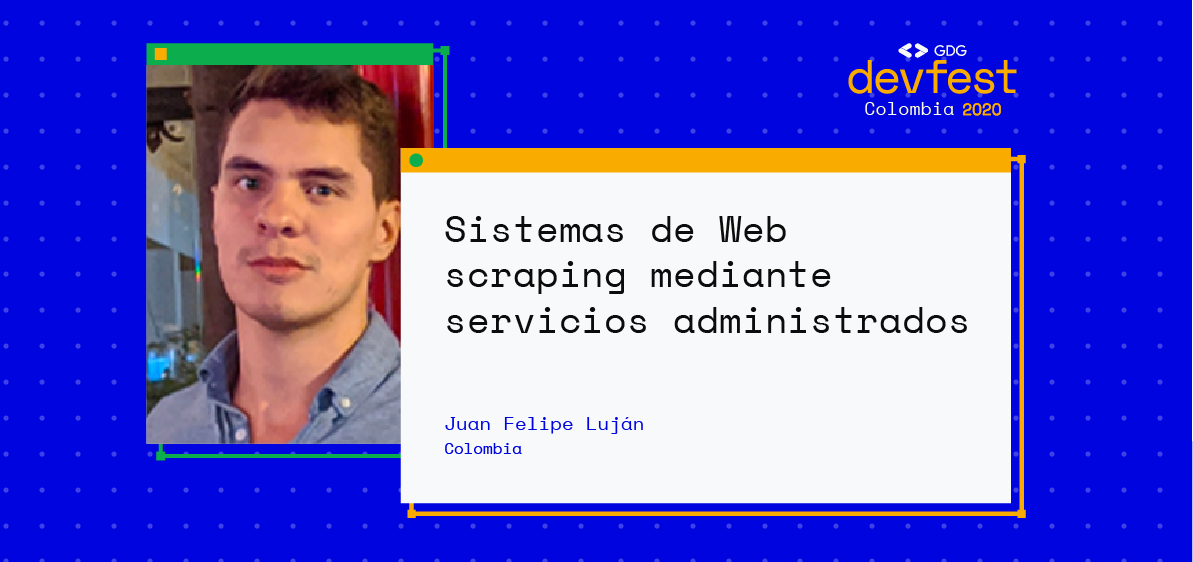 GDG
devfest
Colombia 2020
Sistemas de Web
scraping mediante
servicios administrados
Juan Felipe Luján
Colombia